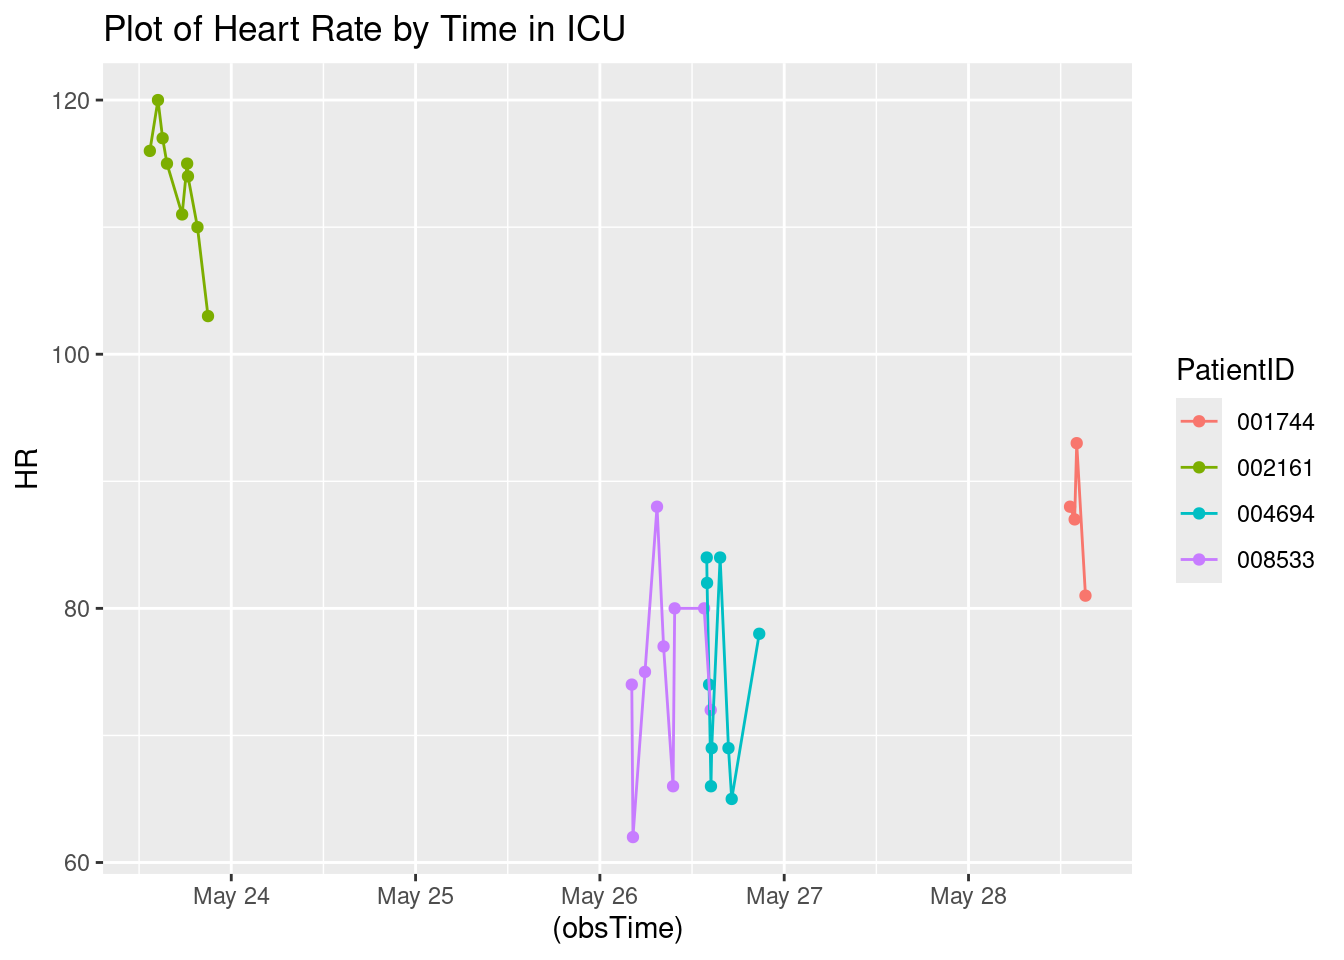 Plot of Heart Rate by Time in ICU
120
100
80
60
HR
May 24
May 25
May 26
May 27
May 28
(obsTime)
PatientID
001744
002161
004694
008533